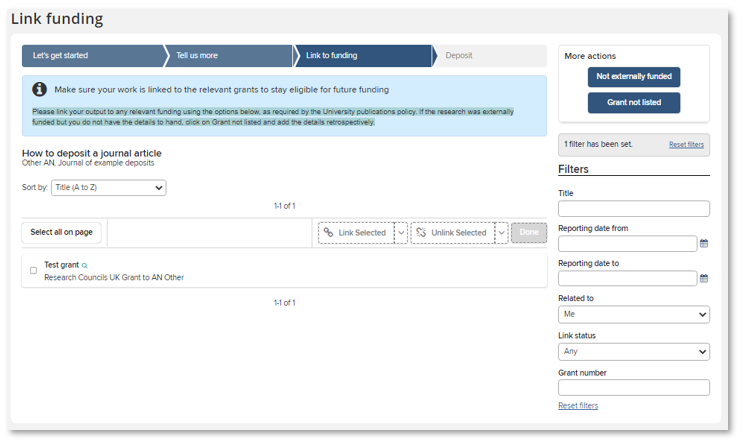 Link funding
Let's get started
Tell us more
Link to funding
Deposit
Make sure your work is linked to the relevant grants to stay eligible for future funding
Please link your output to any relevant funding using the options below, as required by the University publications policy. If the research was externally
funded but you do not have the details to hand, click on Grant not listed and add the details retrospectively.
How to deposit a journal article
Other AN, Journal of example deposits
Sort by: Title (A to Z)
1-1 of 1
Select all on page
Link Selected
Unlink Selected
Done
Test grant
Research Councils UK Grant to AN Other
1-1 of 1
More actions
Not externally funded
Grant not listed
1 filter has been set. Reset filters
Filters
Title
Reporting date from
Reporting date to
Related to
Me
Link status
Any
Grant number
Reset filters